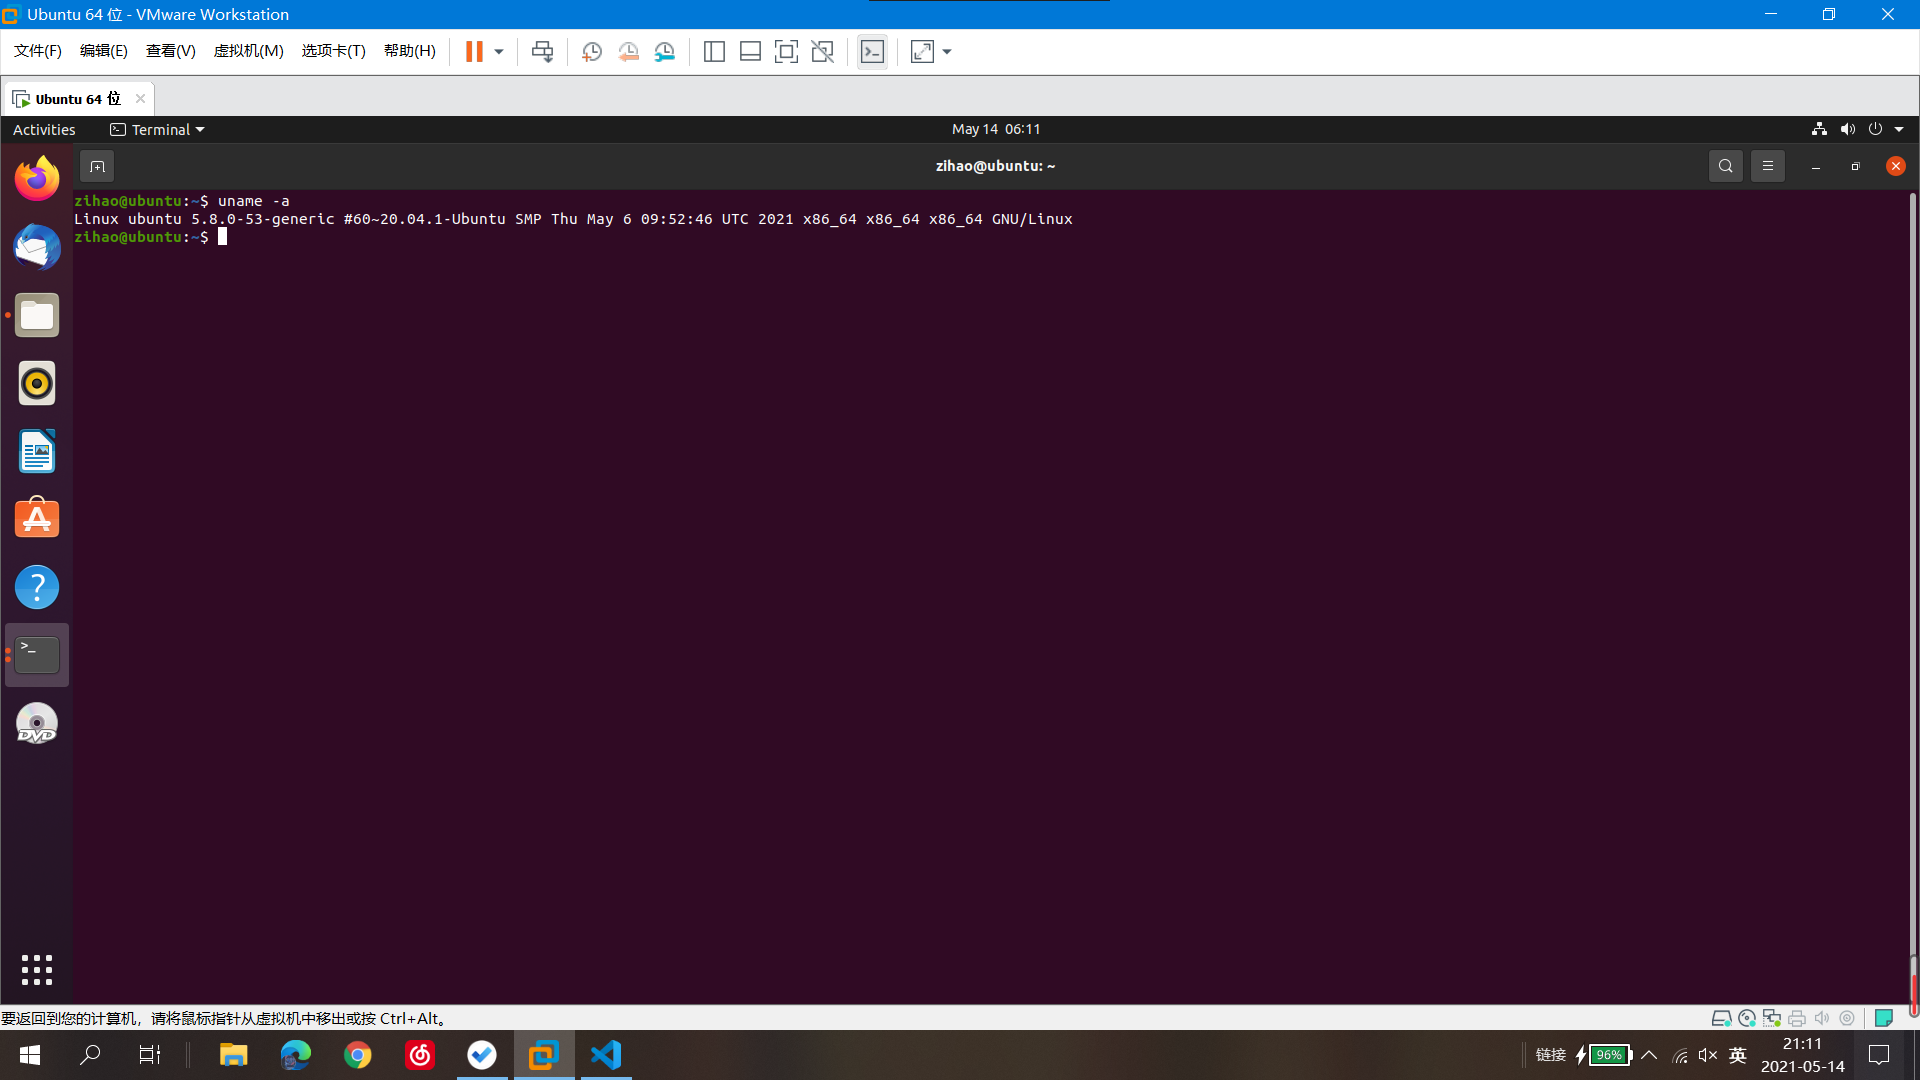 Ubuntu 64 位 - VMware Workstation
文件(F) 编辑(E) 查看(V) 虚拟机(M) 选项卡(T) 帮助(H)
Ubuntu 64 位
Activities Terminal May 14 06:11
zihao@ubuntu: ~
zihao@ubuntu:~$ uname -a
Linux ubuntu 5.8.0-53-generic #60~20.04.1-Ubuntu SMP Thu May 6 09:52:46 UTC 2021 x86_64 x86_64 x86_64 GNU/Linux
zihao@ubuntu:~$
>_
DVD
要返回到您的计算机，请将鼠标指针从虚拟机中移出或按 Ctrl+Alt。
链接 96% 英 21:11
2021-05-14